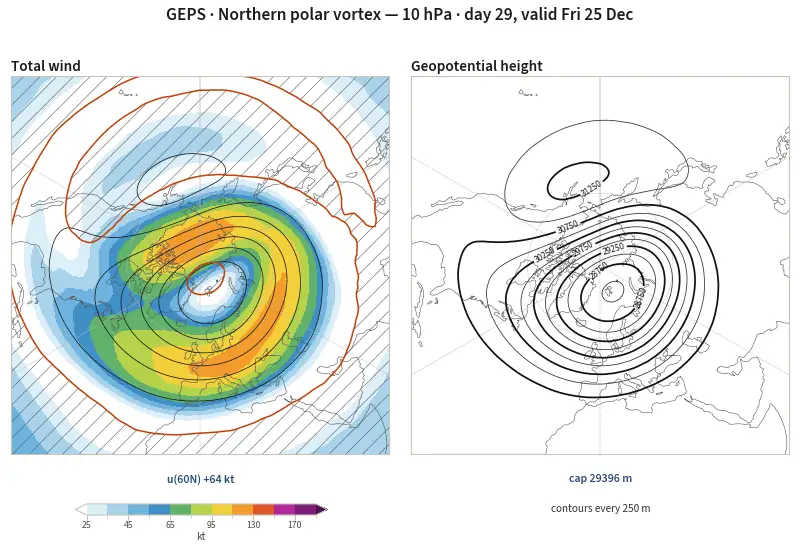 GEPS · Northern polar vortex — 10 hPa · day 29, valid Fri 25 Dec
Total wind
Geopotential height
31250
30750
30250
29750
29250
u(60N) +64 kt
cap 29396 m
contours every 250 m
25 45 65 95 130 170
kt